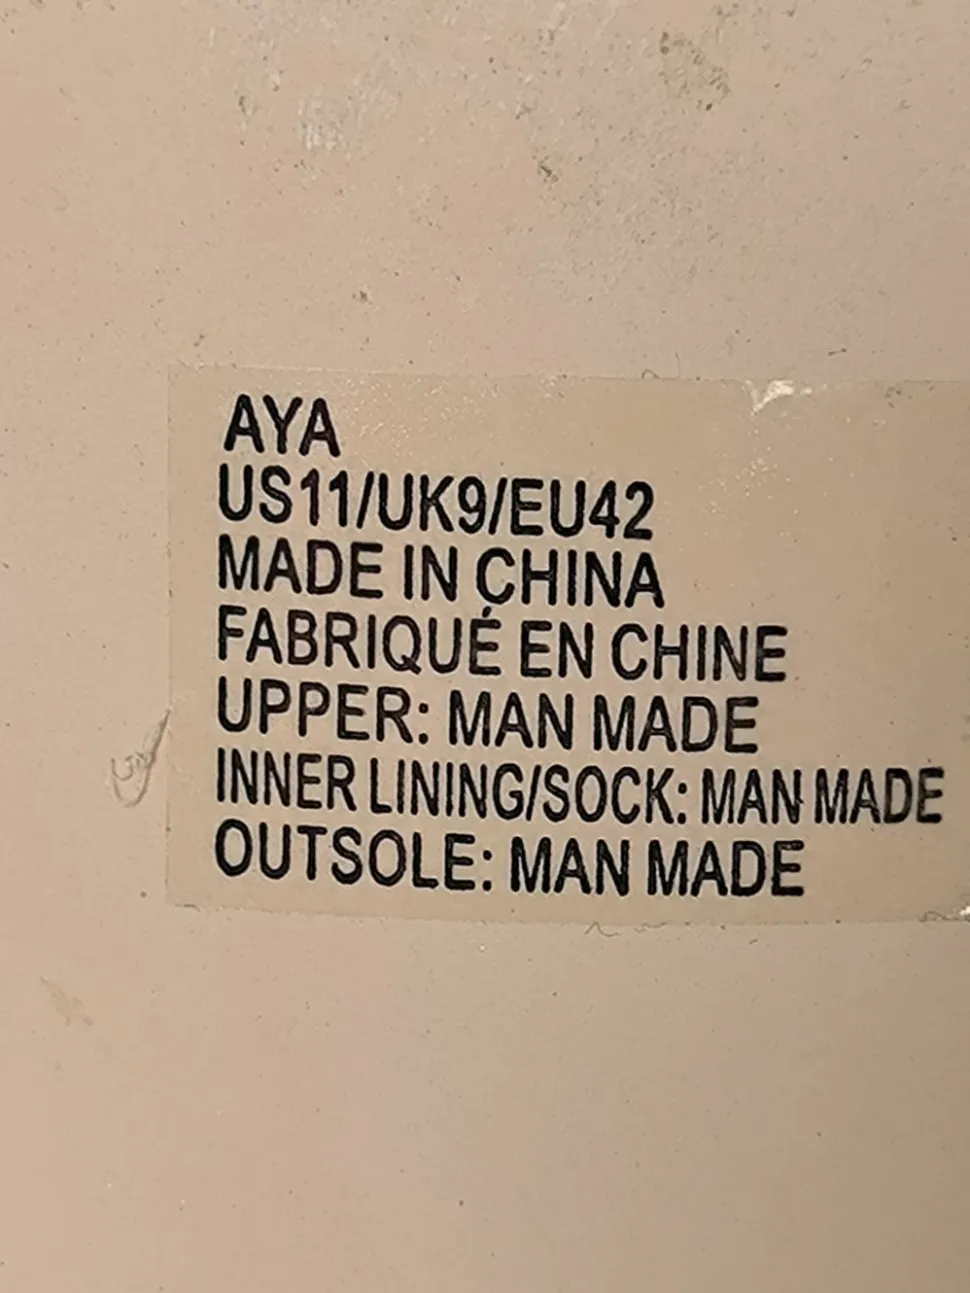 AYA
US11/UK9/EU42
MADE IN CHINA
FABRIQUÉ EN CHINE
UPPER: MAN MADE
INNER LINING/SOCK: MAN MADE
OUTSOLE: MAN MADE